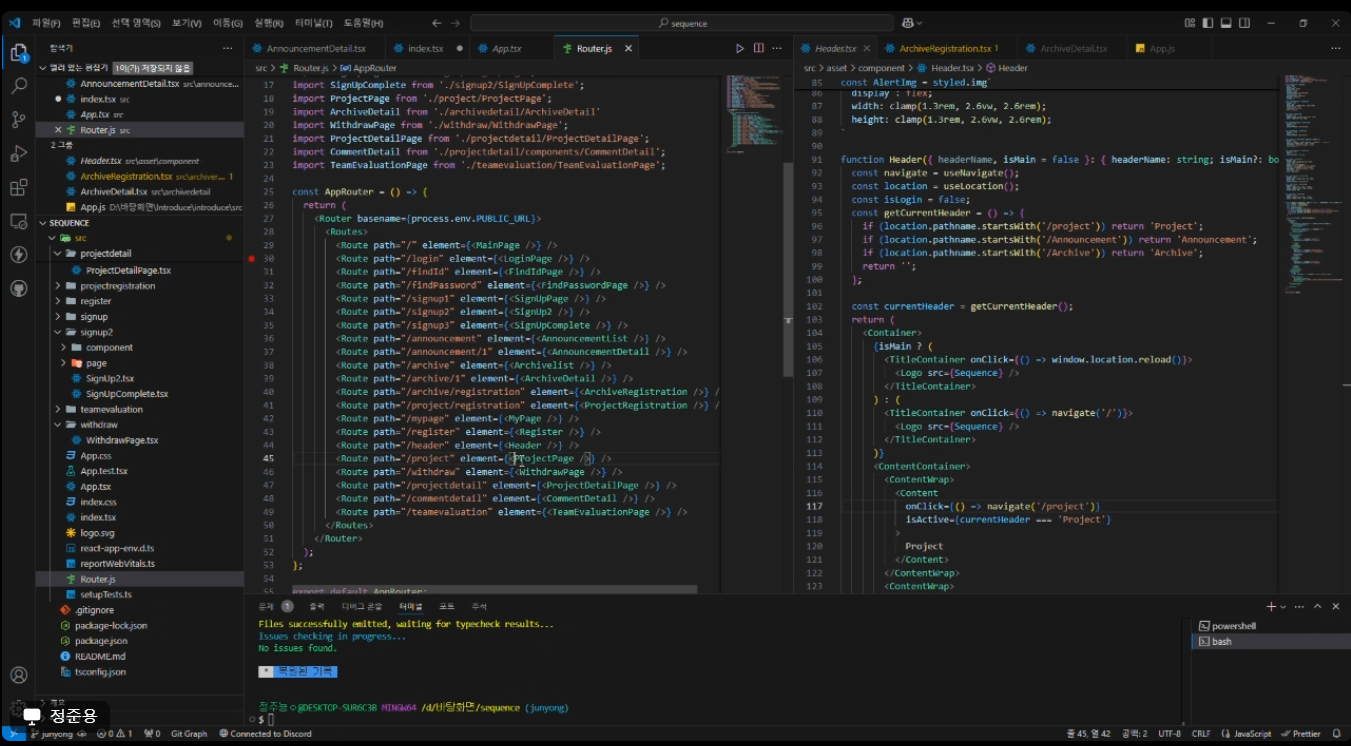 파일(F) 편집(E) 선택 영역(S) 보기(V) 이동(G) 실행(R) 터미널(T) 도움말(H)
sequence
탐색기
열려 있는 편집기 1이(가) 저장되지 않음
AnnouncementDetail.tsx src\announce...
index.tsx src
App.tsx src
Router.js src
2 그룹
Header.tsx src\asset\component
ArchiveRegistration.tsx src\archiver... 1
ArchiveDetail.tsx src\archivedetail
App.js D:\바탕화면\Introduce\introduce\src
SEQUENCE
src
projectdetail
ProjectDetailPage.tsx
projectregistration
register
signup
signup2
component
page
SignUp2.tsx
SignUpComplete.tsx
teamevaluation
withdraw
WithdrawPage.tsx
App.css
App.test.tsx
App.tsx
index.css
index.tsx
logo.svg
react-app-env.d.ts
reportWebVitals.ts
Router.js
setupTests.ts
.gitignore
package-lock.json
package.json
README.md
tsconfig.json
개요
정준용
AnnouncementDetail.tsx index.tsx App.tsx Router.js
src > Router.js > AppRouter
17 import SignUpComplete from './signup2/SignUpComplete';
18 import ProjectPage from './project/ProjectPage';
19 import ArchiveDetail from './archivedetail/ArchiveDetail'
20 import WithdrawPage from './withdraw/WithdrawPage';
21 import ProjectDetailPage from './projectdetail/ProjectDetailPage';
22 import CommentDetail from './projectdetail/components/CommentDetail';
23 import TeamEvaluationPage from './teamevaluation/TeamEvaluationPage';
24
25 const AppRouter = () => {
26 return (
27 <Router basename={process.env.PUBLIC_URL}>
28 <Routes>
29 <Route path="/" element={<MainPage />} />
30 <Route path="/login" element={<LoginPage />} />
31 <Route path="/findId" element={<FindIdPage />} />
32 <Route path="/findPassword" element={<FindPasswordPage />} />
33 <Route path="/signup1" element={<SignUpPage />} />
34 <Route path="/signup2" element={<SignUp2 />} />
35 <Route path="/signup3" element={<SignUpComplete />} />
36 <Route path="/announcement" element={<AnnouncementList />} />
37 <Route path="/announcement/1" element={<AnnouncementDetail />} />
38 <Route path="/archive" element={<Archivelist />} />
39 <Route path="/archive/1" element={<ArchiveDetail />} />
40 <Route path="/archive/registration" element={<ArchiveRegistration />} /
41 <Route path="/project/registration" element={<ProjectRegistration />} /
42 <Route path="/mypage" element={<MyPage />} />
43 <Route path="/register" element={<Register />} />
44 <Route path="/header" element={<Header />} />
45 <Route path="/project" element={<ProjectPage />} />
46 <Route path="/withdraw" element={<WithdrawPage />} />
47 <Route path="/projectdetail" element={<ProjectDetailPage />} />
48 <Route path="/commentdetail" element={<CommentDetail />} />
49 <Route path="/teamevaluation" element={<TeamEvaluationPage />} />
50 </Routes>
51 </Router>
52 );
53 };
54
55 export default AppRouter;
Header.tsx ArchiveRegistration.tsx 1 ArchiveDetail.tsx App.js
src > asset > component > Header.tsx > Header
85 const AlertImg = styled.img`
86 display : flex;
87 width: clamp(1.3rem, 2.6vw, 2.6rem);
88 height: clamp(1.3rem, 2.6vw, 2.6rem);
89 `
90
91 function Header({ headerName, isMain = false }: { headerName: string; isMain?: bo
92 const navigate = useNavigate();
93 const location = useLocation();
94 const isLogin = false;
95 const getCurrentHeader = () => {
96 if (location.pathname.startsWith('/project')) return 'Project';
97 if (location.pathname.startsWith('/Announcement')) return 'Announcement';
98 if (location.pathname.startsWith('/Archive')) return 'Archive';
99 return '';
100 };
101
102 const currentHeader = getCurrentHeader();
103 return (
104 <Container>
105 {isMain ? (
106 <TitleContainer onClick={() => window.location.reload()}>
107 <Logo src={Sequence} />
108 </TitleContainer>
109 ) : (
110 <TitleContainer onClick={() => navigate('/')}>
111 <Logo src={Sequence} />
112 </TitleContainer>
113 )}
114 <ContentContainer>
115 <ContentWrap>
116 <Content
117 onClick={() => navigate('/project')}
118 isActive={currentHeader === 'Project'}
119 >
120 Project
121 </Content>
122 </ContentWrap>
123 <ContentWrap>
문제 1 출력 디버그 콘솔 터미널 포트 주석
Files successfully emitted, waiting for typecheck results...
Issues checking in progress...
No issues found.
* 복원된 기록
@DESKTOP-SUR6C3B MINGW64 /d/바탕화면/sequence (junyong)
$
powershell
bash
junyong 0 1 0 Git Graph Connected to Discord
줄 45, 열 42 공백: 2 UTF-8 CRLF JavaScript Prettier